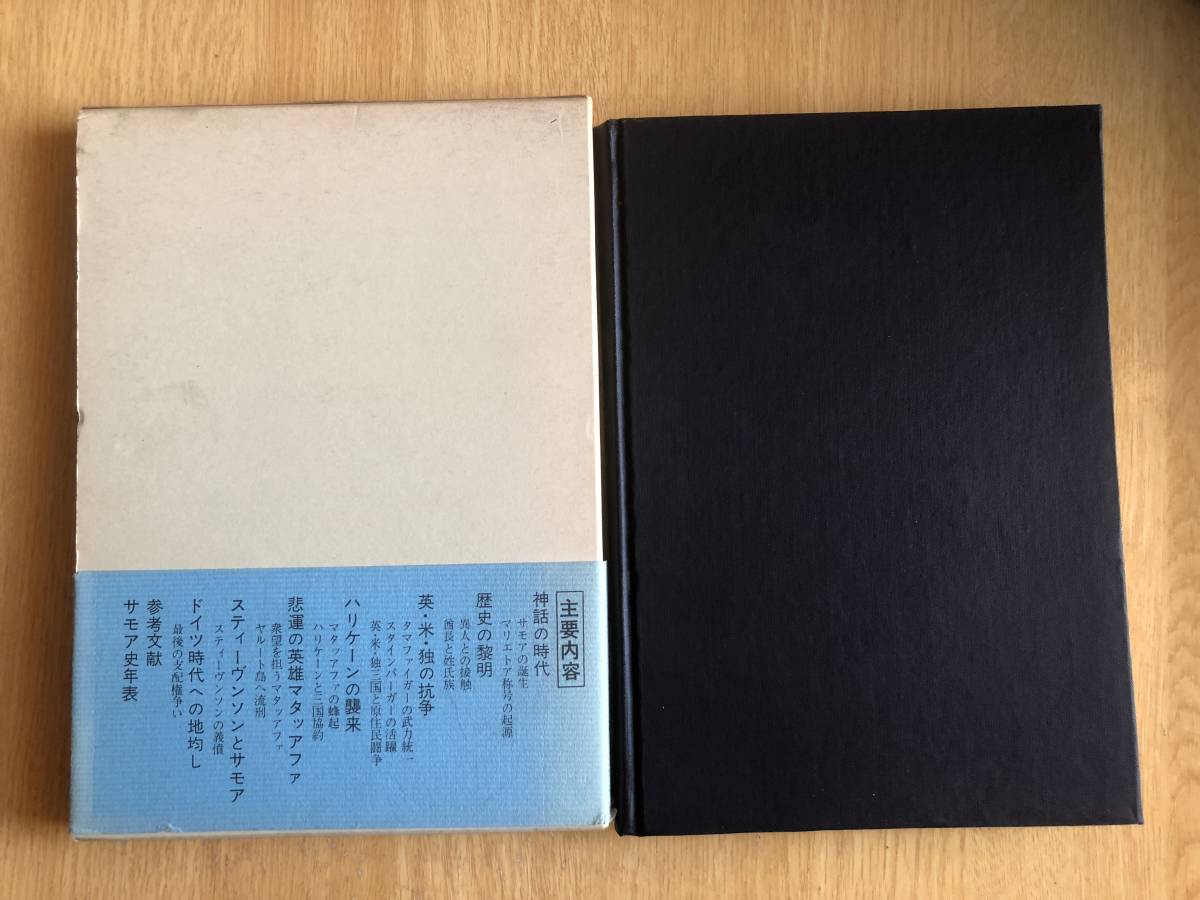 主要内容
神話の時代
サモアの誕生
マリエトア称号の起源
歴史の黎明
異人との接触
酋長と姓氏族
英・米・独の抗争
タマファイガーの武力統一
スタインバーガーの活躍
英・米・独三国と原住民闘争
ハリケーンの襲来
マタッアファの蜂起
ハリケーンと三国協約
悲運の英雄マタッアファ
衆望を担うマタッアファ
ヤルート島へ流刑
スティーヴンソンとサモア
スティーヴンソンの義憤
ドイツ時代への地均し
最後の支配権争い
参考文献
サモア史年表